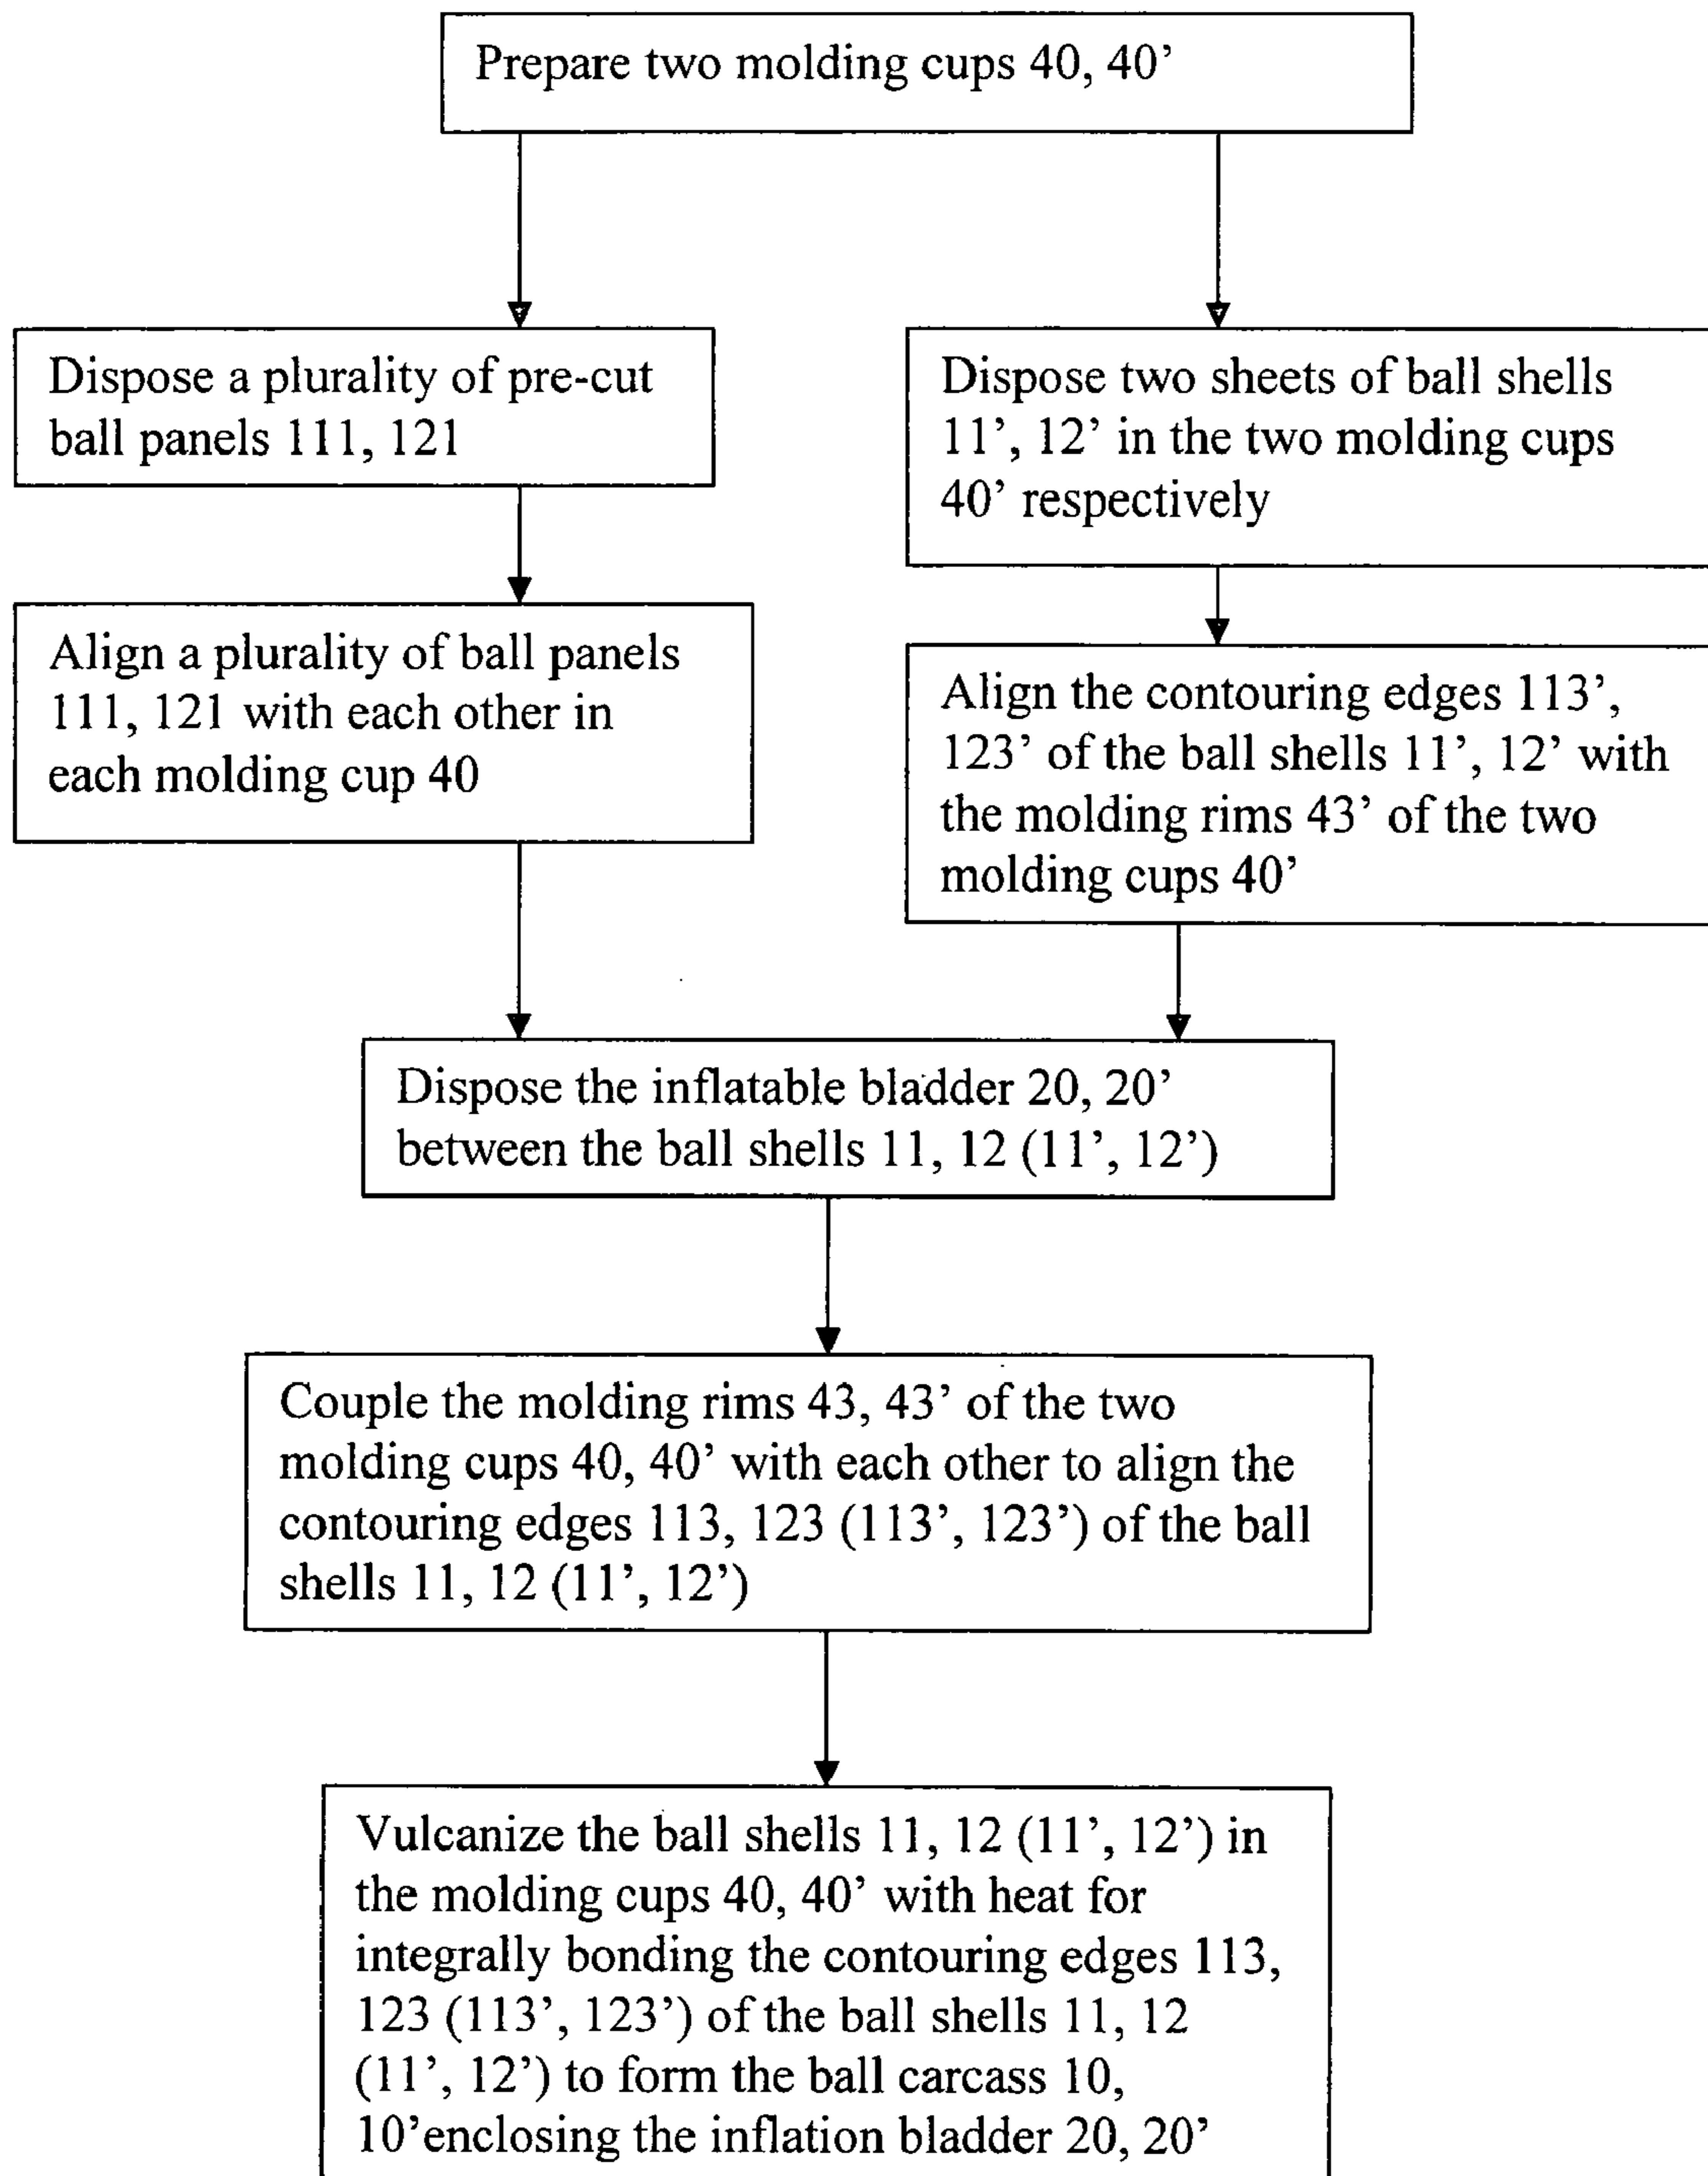 Prepare two molding cups 40, 40’
Dispose a plurality of pre-cut
ball panels 111, 121
Dispose two sheets of ball shells
11’, 12’ in the two molding cups
40’ respectively
Align a plurality of ball panels
111, 121 with each other in
each molding cup 40
Align the contouring edges 113’,
123’ of the ball shells 11’, 12’ with
the molding rims 43’ of the two
molding cups 40’
Dispose the inflatable bladder 20, 20’
between the ball shells 11, 12 (11’, 12’)
Couple the molding rims 43, 43’ of the two
molding cups 40, 40’ with each other to align the
contouring edges 113, 123 (113’, 123’) of the ball
shells 11, 12 (11’, 12’)
Vulcanize the ball shells 11, 12 (11’, 12’) in
the molding cups 40, 40’ with heat for
integrally bonding the contouring edges 113,
123 (113’, 123’) of the ball shells 11, 12
(11’, 12’) to form the ball carcass 10,
10’enclosing the inflation bladder 20, 20’